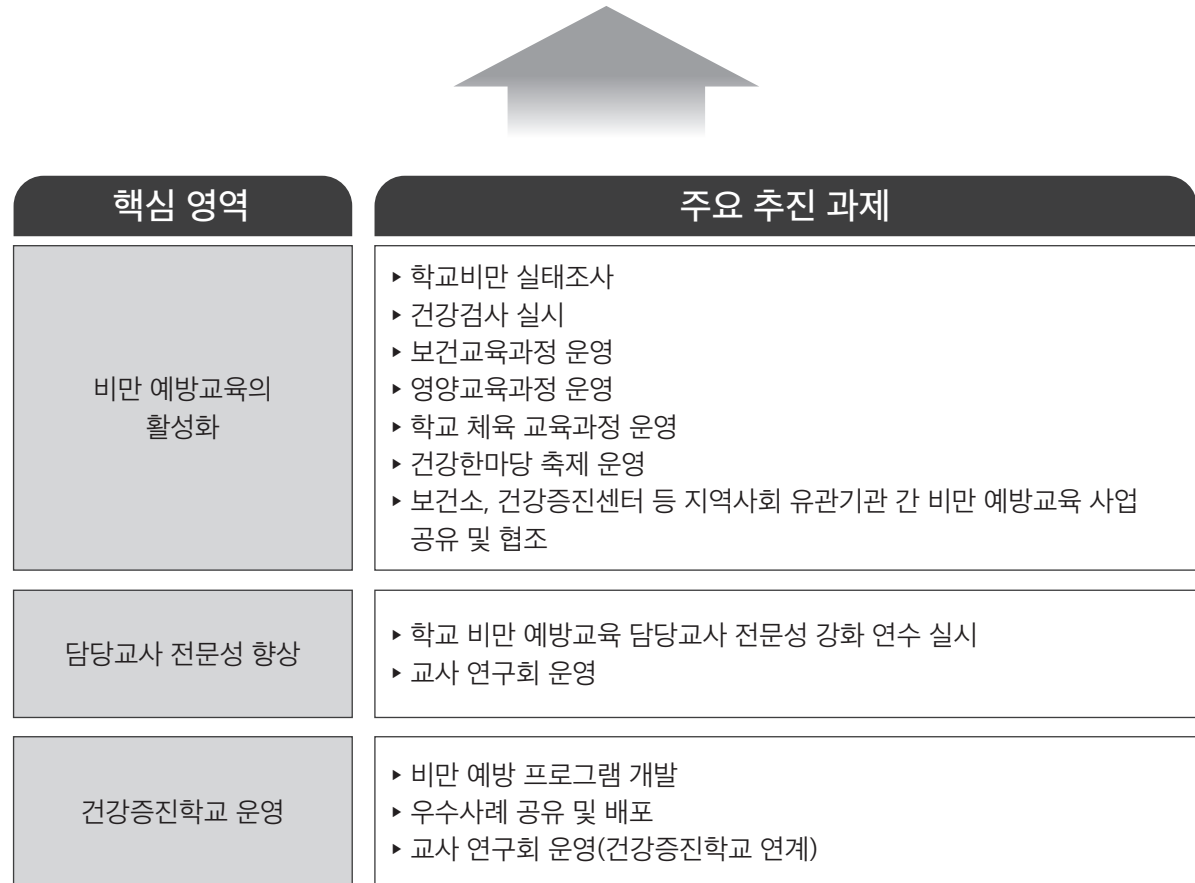 핵심 영역
주요 추진 과제
비만 예방교육의
활성화
▸ 학교비만 실태조사
▸ 건강검사 실시
▸ 보건교육과정 운영
▸ 영양교육과정 운영
▸ 학교 체육 교육과정 운영
▸ 건강한마당 축제 운영
▸ 보건소, 건강증진센터 등 지역사회 유관기관 간 비만 예방교육 사업
공유 및 협조
담당교사 전문성 향상
▸ 학교 비만 예방교육 담당교사 전문성 강화 연수 실시
▸ 교사 연구회 운영
건강증진학교 운영
▸ 비만 예방 프로그램 개발
▸ 우수사례 공유 및 배포
▸ 교사 연구회 운영(건강증진학교 연계)